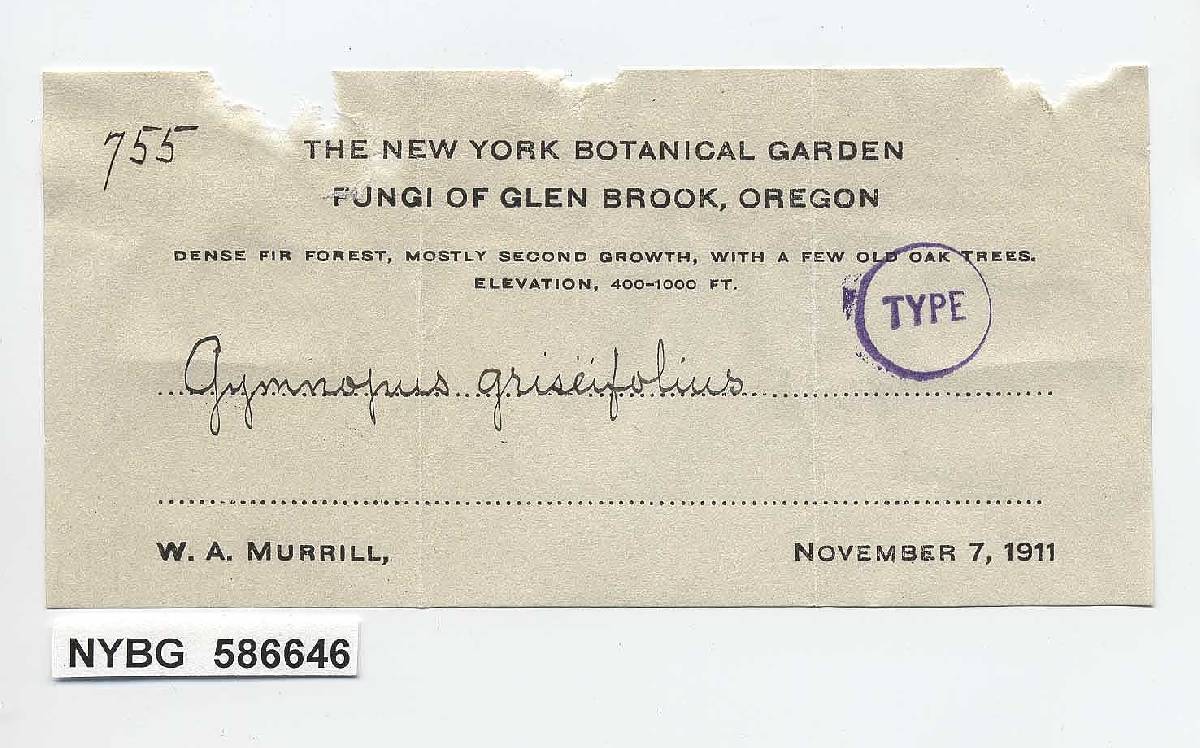 755
THE NEW YORK BOTANICAL GARDEN
FUNGI OF GLEN BROOK, OREGON
DENSE FIR FOREST, MOSTLY SECOND GROWTH, WITH A FEW OLD OAK TREES.
ELEVATION, 400-1000 FT.
TYPE
Gymnopus griseifolius
W. A. MURRILL,
NOVEMBER 7, 1911
NYBG 586646